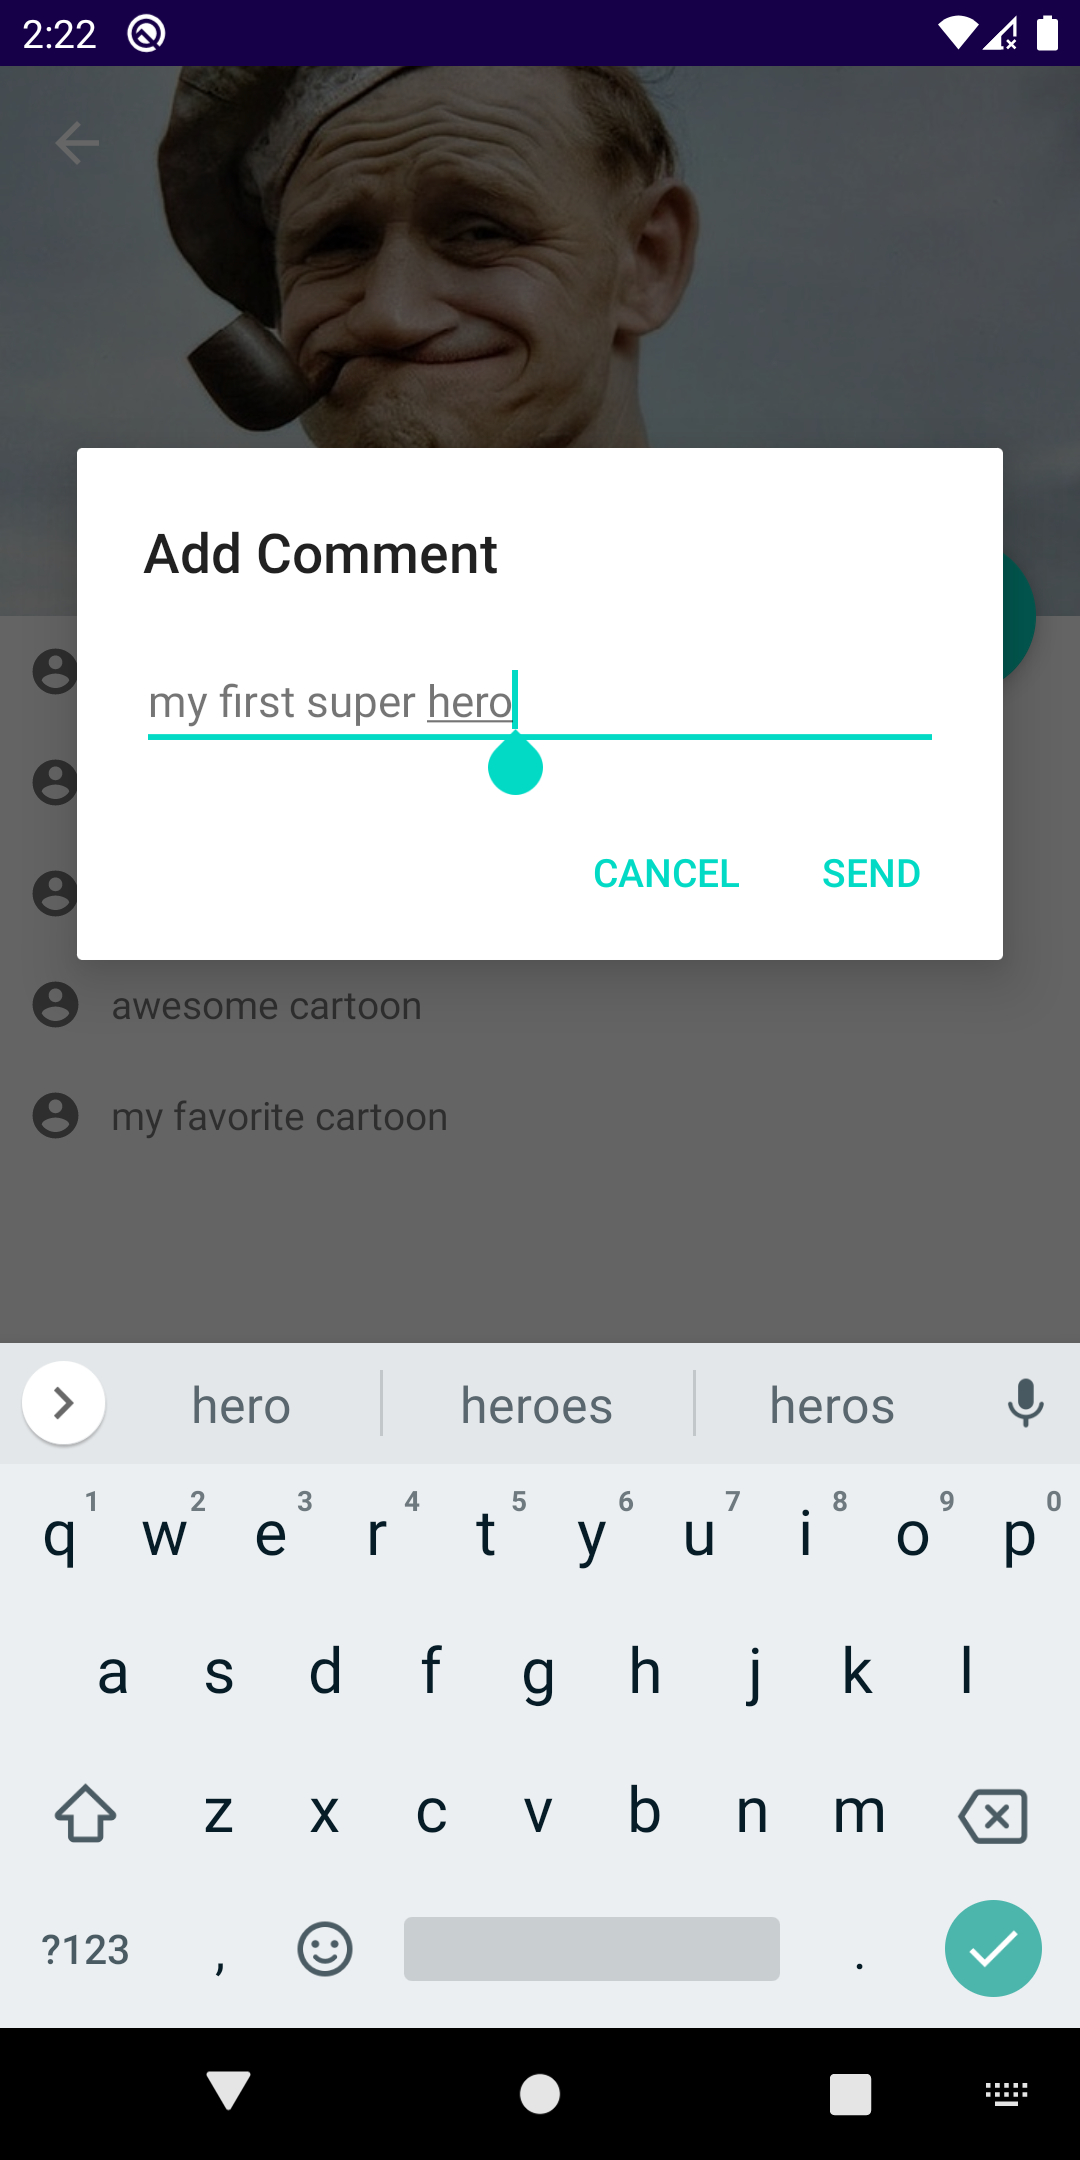 2:22
Add Comment
my first super hero
CANCEL SEND
awesome cartoon
my favorite cartoon
hero heroes heros
1 2 3 4 5 6 7 8 9 0
q w e r t y u i o p
a s d f g h j k l
z x c v b n m
?123 , .